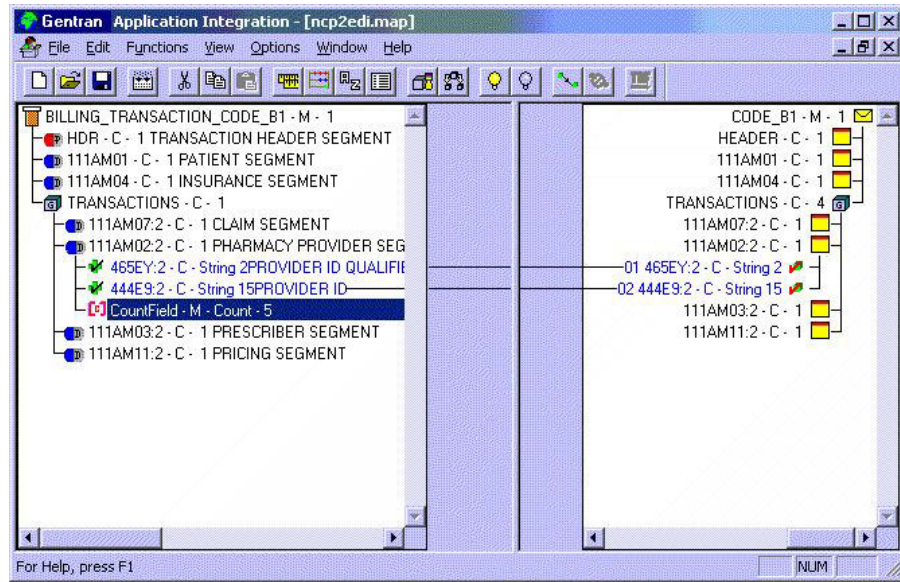 Gentran Application Integration - [ncp2edi.map]
File Edit Functions View Options Window Help
BILLING_TRANSACTION_CODE_B1 - M - 1
HDR - C - 1 TRANSACTION HEADER SEGMENT
111AM01 - C - 1 PATIENT SEGMENT
111AM04 - C - 1 INSURANCE SEGMENT
TRANSACTIONS - C - 1
111AM07:2 - C - 1 CLAIM SEGMENT
111AM02:2 - C - 1 PHARMACY PROVIDER SEG
465EY:2 - C - String 2PROVIDER ID QUALIFIE
444E9:2 - C - String 15PROVIDER ID
CountField - M - Count - 5
111AM03:2 - C - 1 PRESCRIBER SEGMENT
111AM11:2 - C - 1 PRICING SEGMENT
CODE_B1 - M - 1
HEADER - C - 1
111AM01 - C - 1
111AM04 - C - 1
TRANSACTIONS - C - 4
111AM07:2 - C - 1
111AM02:2 - C - 1
01 465EY:2 - C - String 2
02 444E9:2 - C - String 15
111AM03:2 - C - 1
111AM11:2 - C - 1
For Help, press F1
NUM